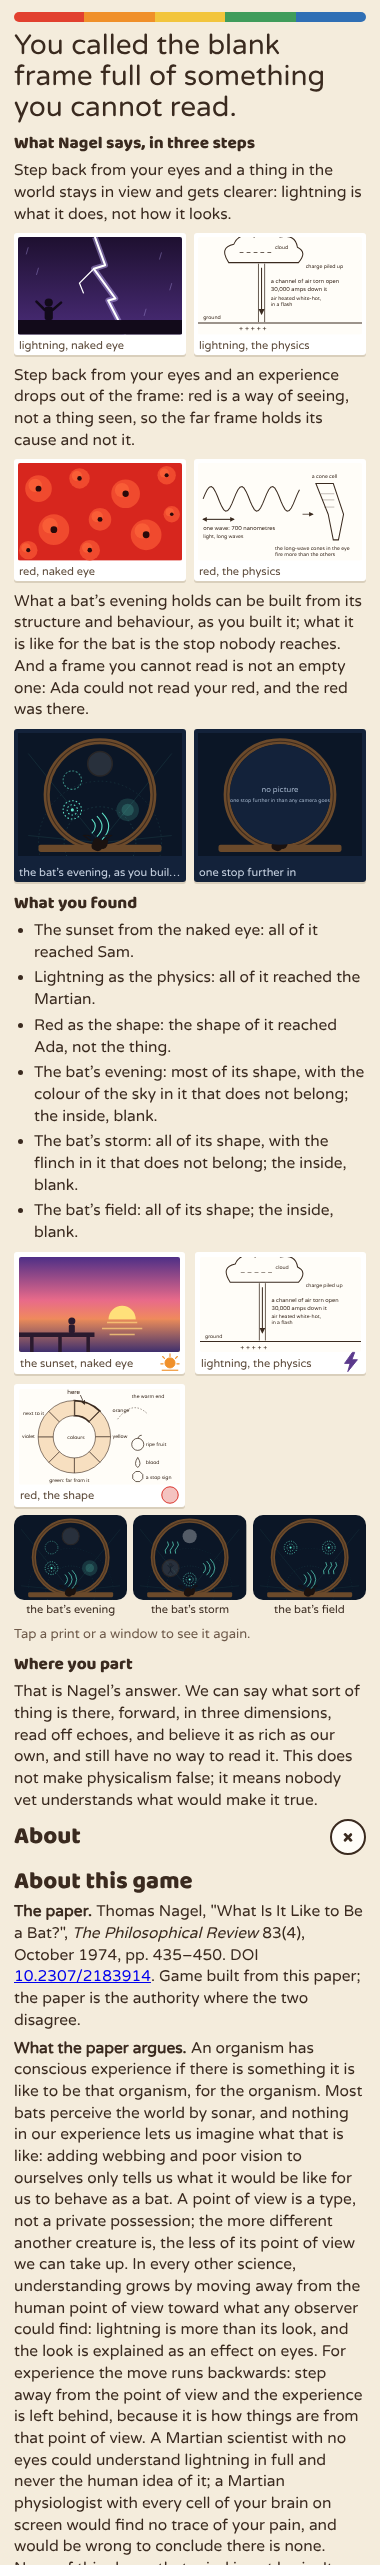 You called the blank
frame full of something
you cannot read.
What Nagel says, in three steps
Step back from your eyes and a thing in the
world stays in view and gets clearer: lightning is
what it does, not how it looks.
cloud
charge piled up
a channel of air torn open
30,000 amps down it
air heated white-hot,
in a flash
ground
+ + + + +
lightning, naked eye
lightning, the physics
Step back from your eyes and an experience
drops out of the frame: red is a way of seeing,
not a thing seen, so the far frame holds its
cause and not it.
a cone cell
one wave: 700 nanometres
light, long waves
the long-wave cones in the eye
fire more than the others
red, naked eye
red, the physics
What a bat's evening holds can be built from its
structure and behaviour, as you built it; what it
is like for the bat is the stop nobody reaches.
And a frame you cannot read is not an empty
one: Ada could not read your red, and the red
was there.
no picture
one stop further in than any camera goes
the bat's evening, as you buil…
one stop further in
What you found
• The sunset from the naked eye: all of it
reached Sam.
• Lightning as the physics: all of it reached the
Martian.
• Red as the shape: the shape of it reached
Ada, not the thing.
• The bat's evening: most of its shape, with the
colour of the sky in it that does not belong;
the inside, blank.
• The bat's storm: all of its shape, with the
flinch in it that does not belong; the inside,
blank.
• The bat's field: all of its shape; the inside,
blank.
cloud
charge piled up
a channel of air torn open
30,000 amps down it
air heated white-hot,
in a flash
ground
+ + + + +
the sunset, naked eye
lightning, the physics
here
the warm end
next to it
orange
violet
colours
yellow
ripe fruit
blood
green: far from it
a stop sign
red, the shape
the bat's evening
the bat's storm
the bat's field
Tap a print or a window to see it again.
Where you part
That is Nagel's answer. We can say what sort of
thing is there, forward, in three dimensions,
read off echoes, and believe it as rich as our
own, and still have no way to read it. This does
not make physicalism false; it means nobody
yet understands what would make it true.
About
×
About this game
The paper. Thomas Nagel, "What Is It Like to Be
a Bat?", The Philosophical Review 83(4),
October 1974, pp. 435–450. DOI
10.2307/2183914. Game built from this paper;
the paper is the authority where the two
disagree.
What the paper argues. An organism has
conscious experience if there is something it is
like to be that organism, for the organism. Most
bats perceive the world by sonar, and nothing
in our experience lets us imagine what that is
like: adding webbing and poor vision to
ourselves only tells us what it would be like for
us to behave as a bat. A point of view is a type,
not a private possession; the more different
another creature is, the less of its point of view
we can take up. In every other science,
understanding grows by moving away from the
human point of view toward what any observer
could find: lightning is more than its look, and
the look is explained as an effect on eyes. For
experience the move runs backwards: step
away from the point of view and the experience
is left behind, because it is how things are from
that point of view. A Martian scientist with no
eyes could understand lightning in full and
never the human idea of it; a Martian
physiologist with every cell of your brain on
screen would find no trace of your pain, and
would be wrong to conclude there is none.